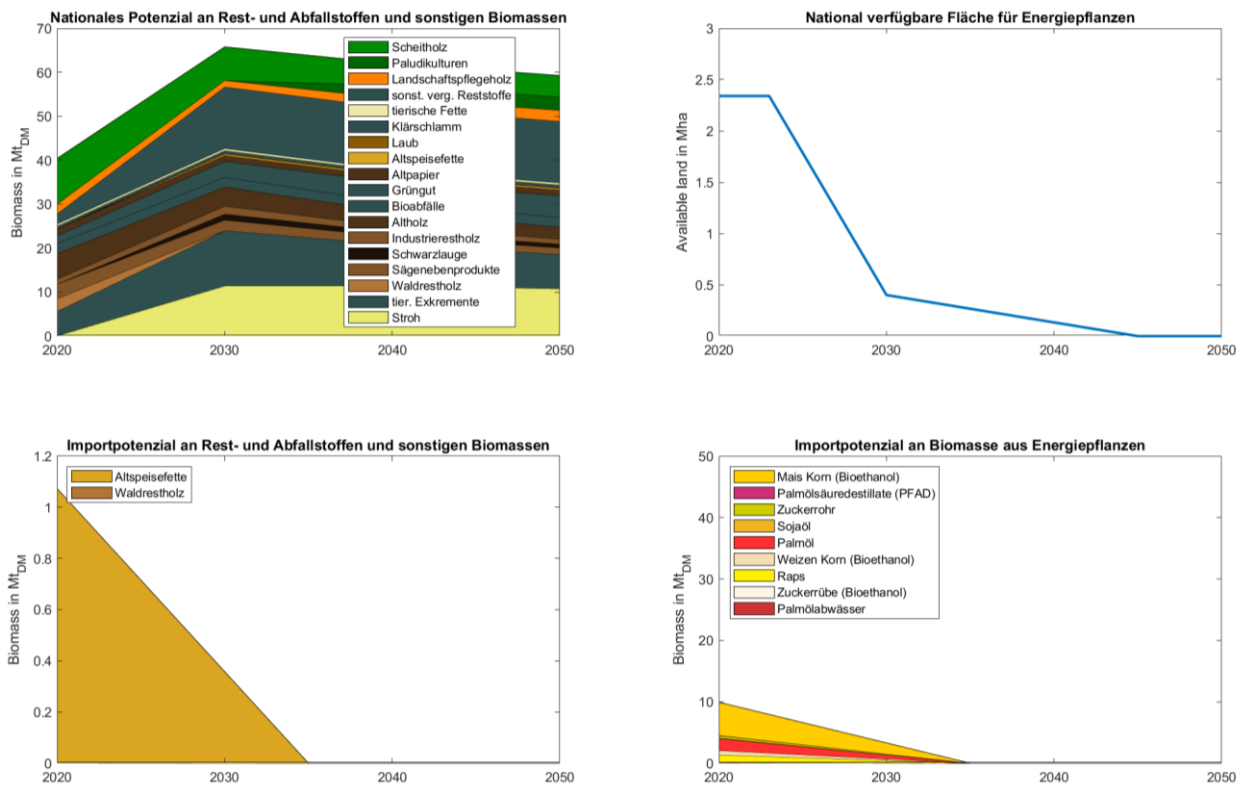 Nationales Potenzial an Rest- und Abfallstoffen und sonstigen Biomassen
Biomass in Mt_DM
70
60
50
40
30
20
10
0
2020
2030
2040
2050
Scheitholz
Paludikulturen
Landschaftspflegeholz
sonst. verg. Reststoffe
tierische Fette
Klärschlamm
Laub
Altspeisefette
Altpapier
Grüngut
Bioabfälle
Altholz
Industrierestholz
Schwarzlauge
Sägenebenprodukte
Waldrestholz
tier. Exkremente
Stroh
National verfügbare Fläche für Energiepflanzen
Available land in Mha
3
2.5
2
1.5
1
0.5
0
2020
2030
2040
2050
Importpotenzial an Rest- und Abfallstoffen und sonstigen Biomassen
Biomass in Mt_DM
1.2
1
0.8
0.6
0.4
0.2
0
2020
2030
2040
2050
Altspeisefette
Waldrestholz
Importpotenzial an Biomasse aus Energiepflanzen
Biomass in Mt_DM
50
40
30
20
10
0
2020
2030
2040
2050
Mais Korn (Bioethanol)
Palmölsäuredestillate (PFAD)
Zuckerrohr
Sojaöl
Palmöl
Weizen Korn (Bioethanol)
Raps
Zuckerrübe (Bioethanol)
Palmölabwässer